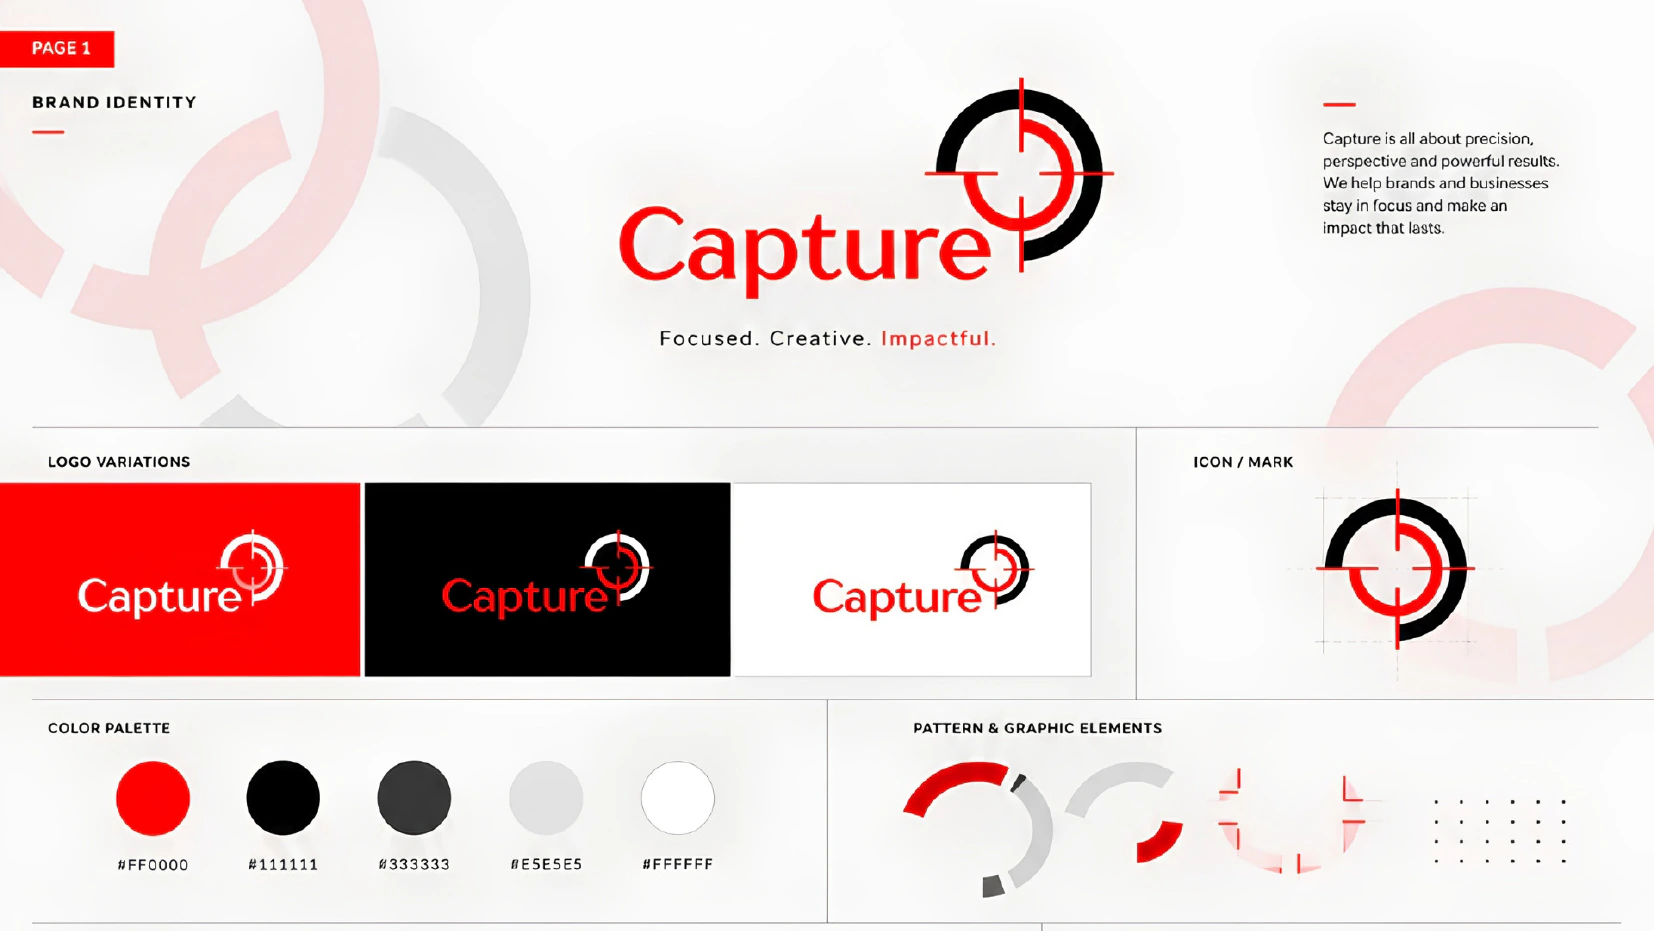 PAGE 1
BRAND IDENTITY
Capture
Focused. Creative. Impactful.
Capture is all about precision,
perspective and powerful results.
We help brands and businesses
stay in focus and make an
impact that lasts.
LOGO VARIATIONS
Capture
Capture
Capture
ICON / MARK
COLOR PALETTE
#FF0000
#111111
#333333
#E5E5E5
#FFFFFF
PATTERN & GRAPHIC ELEMENTS